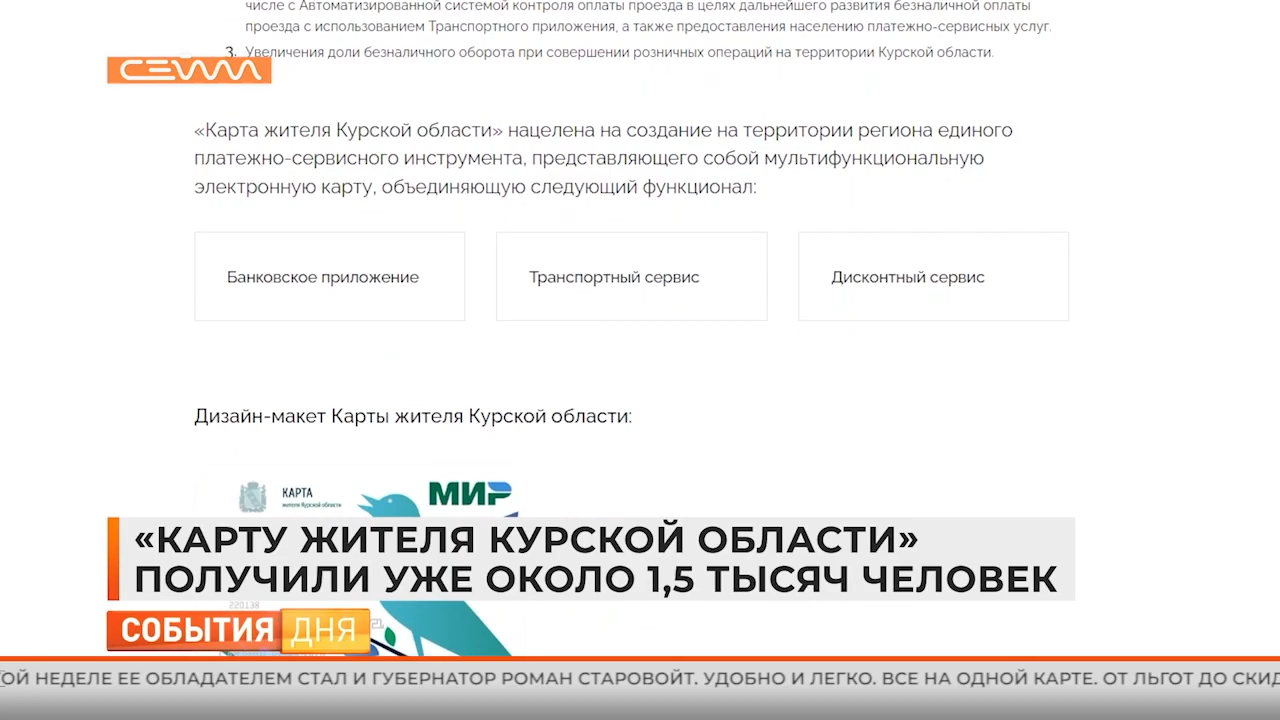 числе с Автоматизированной системой контроля оплаты проезда в целях дальнейшего развития безналичной оплаты
проезда с использованием Транспортного приложения, а также предоставления населению платежно-сервисных услуг.
3. Увеличения доли безналичного оборота при совершении розничных операций на территории Курской области.
СЕЙМ
«Карта жителя Курской области» нацелена на создание на территории региона единого
платежно-сервисного инструмента, представляющего собой мультифункциональную
электронную карту, объединяющую следующий функционал:
Банковское приложение
Транспортный сервис
Дисконтный сервис
Дизайн-макет Карты жителя Курской области:
КАРТА
жителя Курской области
МИР
«КАРТУ ЖИТЕЛЯ КУРСКОЙ ОБЛАСТИ»
ПОЛУЧИЛИ УЖЕ ОКОЛО 1,5 ТЫСЯЧ ЧЕЛОВЕК
220138
СОБЫТИЯ ДНЯ
ТОЙ НЕДЕЛЕ ЕЕ ОБЛАДАТЕЛЕМ СТАЛ И ГУБЕРНАТОР РОМАН СТАРОВОЙТ. УДОБНО И ЛЕГКО. ВСЕ НА ОДНОЙ КАРТЕ. ОТ ЛЬГОТ ДО СКИД